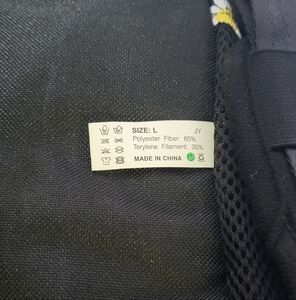 SIZE: L JY
Polyester Fiber: 65%
Terylene Filament: 35%
MADE IN CHINA